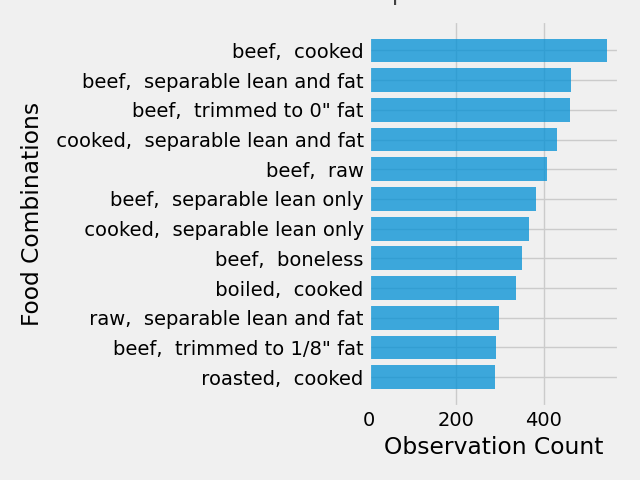 beef,  cooked
beef,  separable lean and fat
beef,  trimmed to 0" fat
cooked,  separable lean and fat
beef,  raw
beef,  separable lean only
cooked,  separable lean only
beef,  boneless
boiled,  cooked
raw,  separable lean and fat
beef,  trimmed to 1/8" fat
roasted,  cooked
Food Combinations
0 200 400
Observation Count